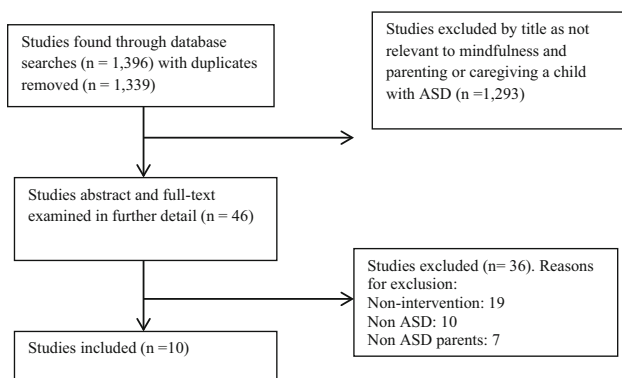 Studies found through database
searches (n = 1,396) with duplicates
removed (n = 1,339)
Studies excluded by title as not
relevant to mindfulness and
parenting or caregiving a child
with ASD (n =1,293)
Studies abstract and full-text
examined in further detail (n = 46)
Studies excluded (n= 36). Reasons
for exclusion:
Non-intervention: 19
Non ASD: 10
Non ASD parents: 7
Studies included (n =10)